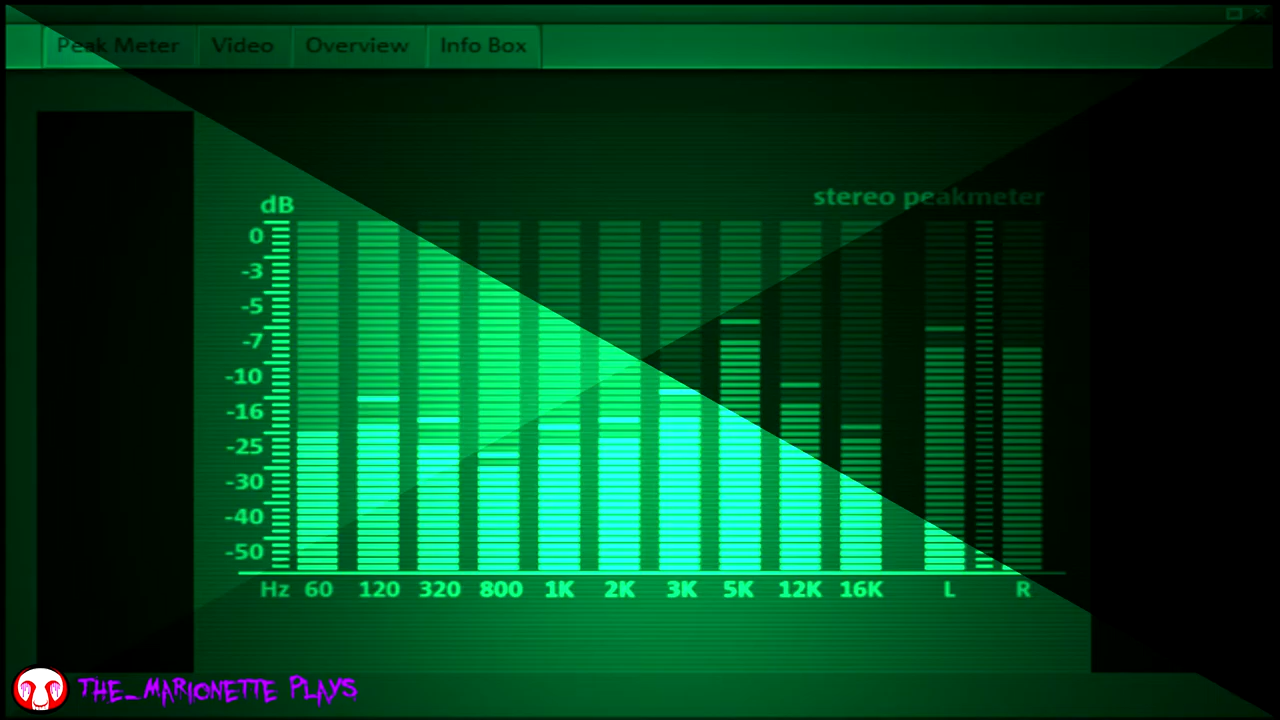 Peak Meter Video Overview Info Box
stereo peakmeter
dB
0
-3
-5
-7
-10
-16
-25
-30
-40
-50
Hz 60 120 320 800 1K 2K 3K 5K 12K 16K L R
THE_MARIONETTE PLAYS